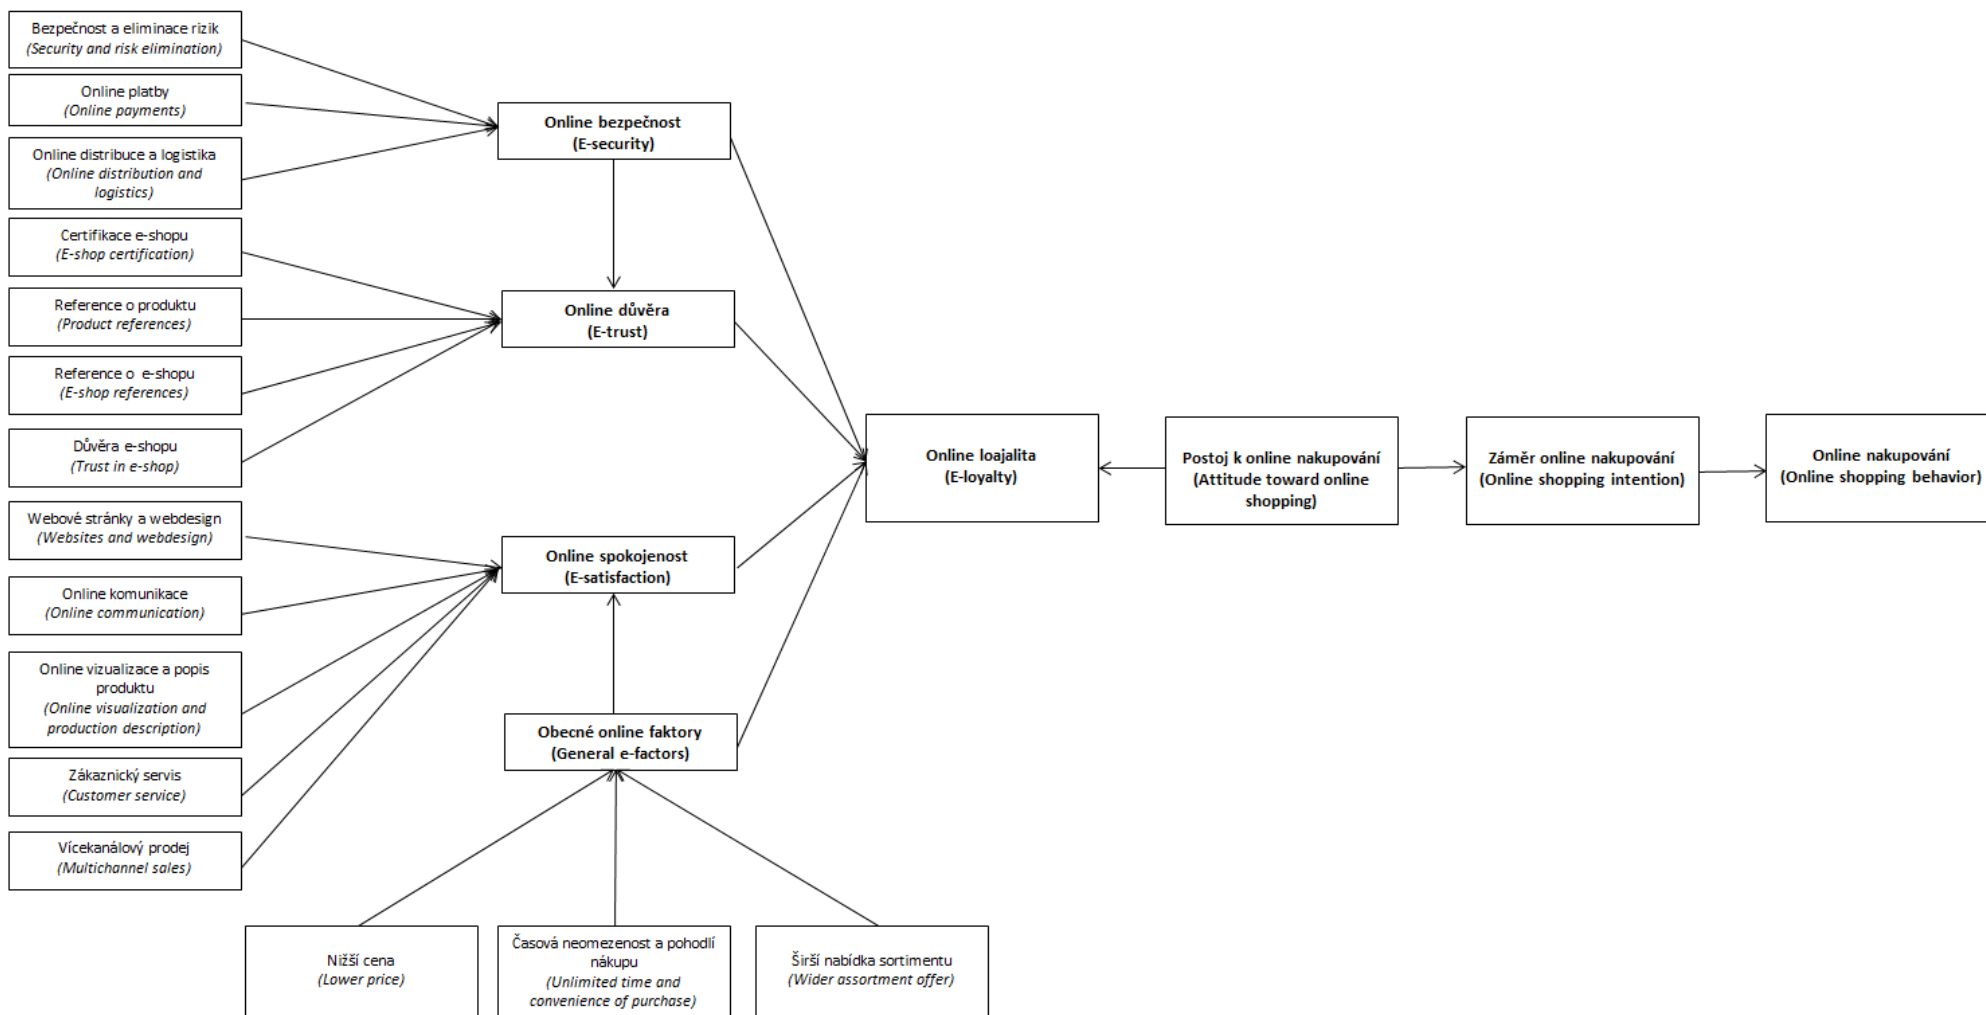 Bezpečnost a eliminace rizik
(Security and risk elimination)
Online platby
(Online payments)
Online distribuce a logistika
(Online distribution and
logistics)
Certifikace e-shopu
(E-shop certification)
Reference o produktu
(Product references)
Reference o e-shopu
(E-shop references)
Důvěra e-shopu
(Trust in e-shop)
Webové stránky a webdesign
(Websites and webdesign)
Online komunikace
(Online communication)
Online vizualizace a popis
produktu
(Online visualization and
production description)
Zákaznický servis
(Customer service)
Vícekanálový prodej
(Multichannel sales)
Online bezpečnost
(E-security)
Online důvěra
(E-trust)
Online spokojenost
(E-satisfaction)
Obecné online faktory
(General e-factors)
Nižší cena
(Lower price)
Časová neomezenost a pohodlí
nákupu
(Unlimited time and
convenience of purchase)
Širší nabídka sortimentu
(Wider assortment offer)
Online loajalita
(E-loyalty)
Postoj k online nakupování
(Attitude toward online
shopping)
Záměr online nakupování
(Online shopping intention)
Online nakupování
(Online shopping behavior)